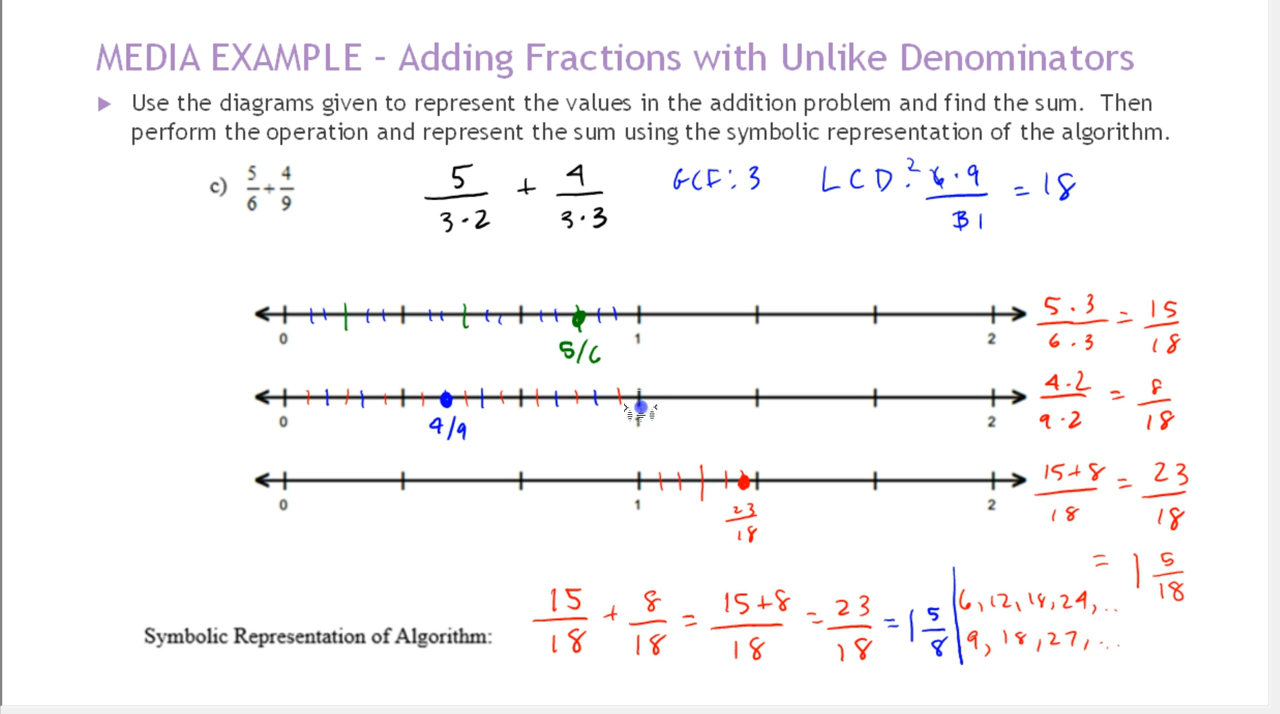 MEDIA EXAMPLE – Adding Fractions with Unlike Denominators
Use the diagrams given to represent the values in the addition problem and find the sum. Then
perform the operation and represent the sum using the symbolic representation of the algorithm.
c) 5/6 + 4/9
5/(3·2) + 4/(3·3)
GCF: 3
LCD: 2 6·9/(3 1) = 18
0 1 2
5/6
5·3/(6·3) = 15/18
0 2
4/9
4·2/(9·2) = 8/18
0 1 2
23/18
(15+8)/18 = 23/18
= 1 5/18
Symbolic Representation of Algorithm:
15/18 + 8/18 = (15+8)/18 = 23/18 = 1 5/8
6, 12, 18, 24, ...
9, 18, 27, ...